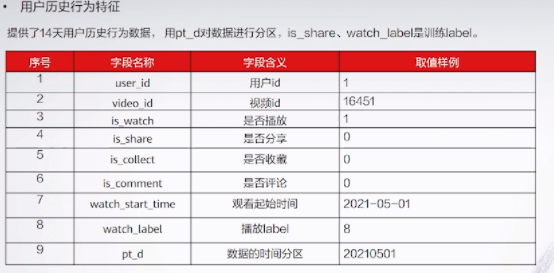 • 用户历史行为特征
提供了14天用户历史行为数据，用pt_d对数据进行分区，is_share、watch_label是训练label。
序号 字段名称 字段含义 取值样例
1 user_id 用户id 1
2 video_id 视频id 16451
3 is_watch 是否播放 1
4 is_share 是否分享 0
5 is_collect 是否收藏 0
6 is_comment 是否评论 0
7 watch_start_time 观看起始时间 2021-05-01
8 watch_label 播放label 8
9 pt_d 数据的时间分区 20210501